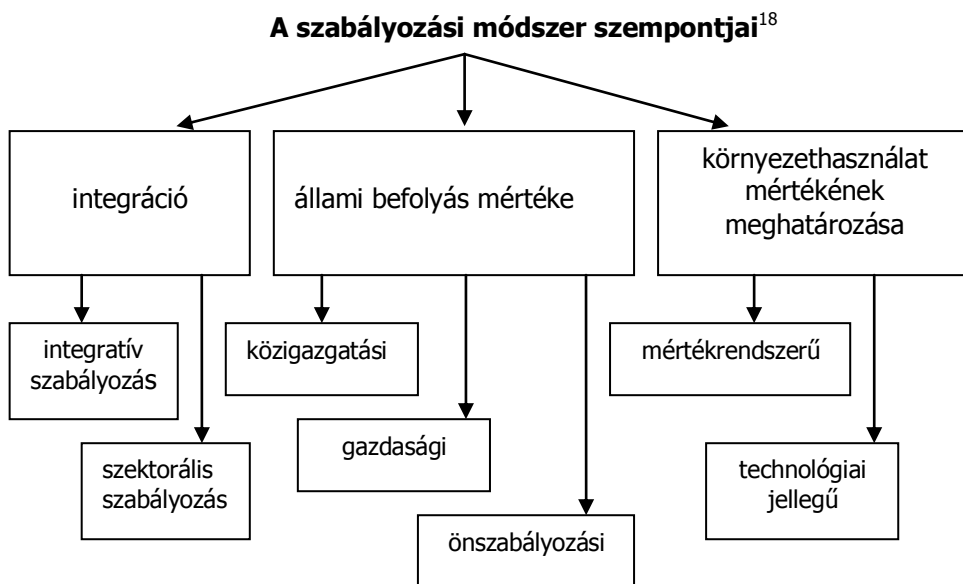 A szabályozási módszer szempontjai18
integráció
állami befolyás mértéke
környezethasználat
mértékének
meghatározása
integratív
szabályozás
közigazgatási
mértékrendszerű
szektorális
szabályozás
gazdasági
technológiai
jellegű
önszabályozási